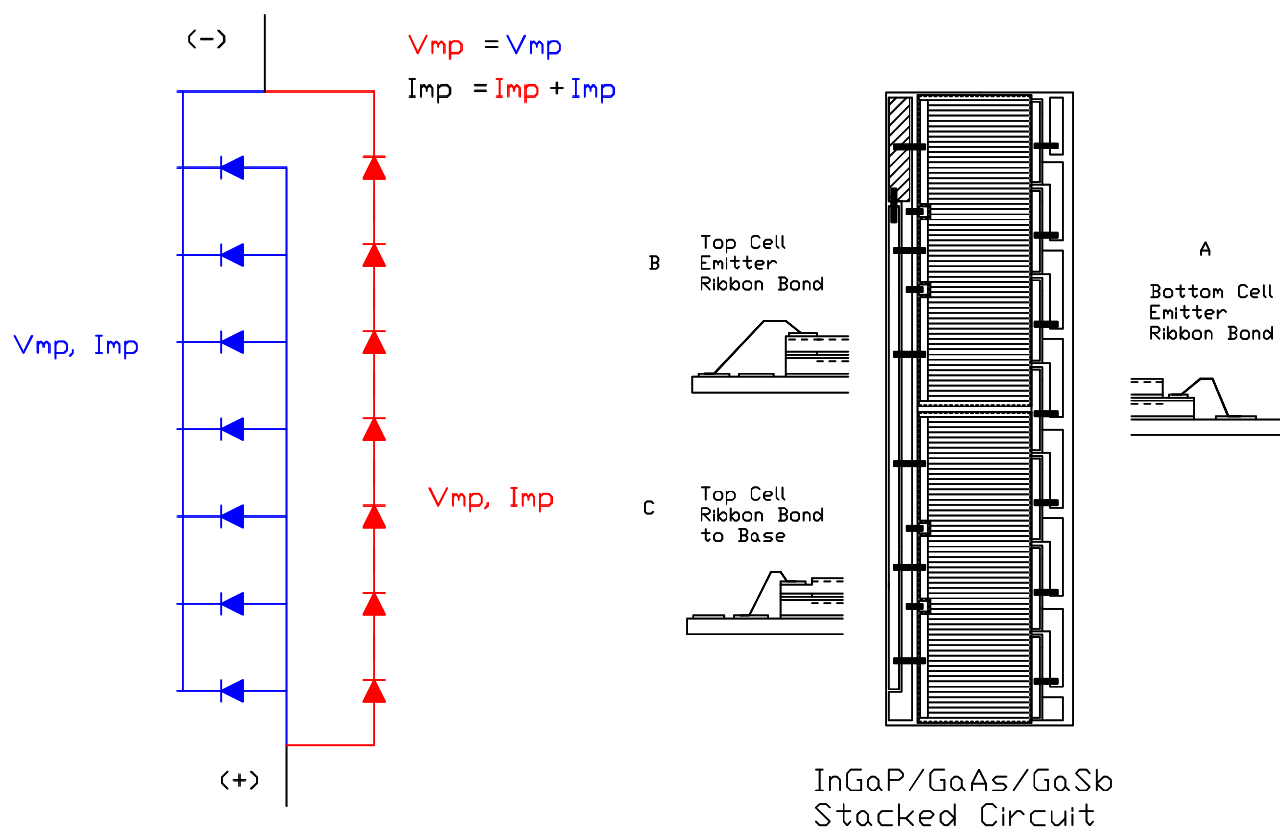 (-)
Vmp = Vmp
Imp = Imp + Imp
Vmp, Imp
Vmp, Imp
(+)
B
Top Cell
Emitter
Ribbon Bond
A
Bottom Cell
Emitter
Ribbon Bond
C
Top Cell
Ribbon Bond
to Base
InGaP/GaAs/GaSb
Stacked Circuit